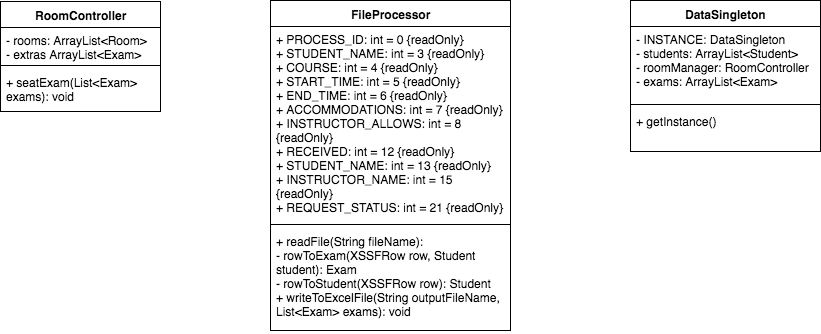 RoomController
- rooms: ArrayList<Room>
- extras ArrayList<Exam>
+ seatExam(List<Exam>
exams): void
FileProcessor
+ PROCESS_ID: int = 0 {readOnly}
+ STUDENT_NAME: int = 3 {readOnly}
+ COURSE: int = 4 {readOnly}
+ START_TIME: int = 5 {readOnly}
+ END_TIME: int = 6 {readOnly}
+ ACCOMMODATIONS: int = 7 {readOnly}
+ INSTRUCTOR_ALLOWS: int = 8
{readOnly}
+ RECEIVED: int = 12 {readOnly}
+ STUDENT_NAME: int = 13 {readOnly}
+ INSTRUCTOR_NAME: int = 15
{readOnly}
+ REQUEST_STATUS: int = 21 {readOnly}
+ readFile(String fileName):
- rowToExam(XSSFRow row, Student
student): Exam
- rowToStudent(XSSFRow row): Student
+ writeToExcelFile(String outputFileName,
List<Exam> exams): void
DataSingleton
- INSTANCE: DataSingleton
- students: ArrayList<Student>
- roomManager: RoomController
- exams: ArrayList<Exam>
+ getInstance()